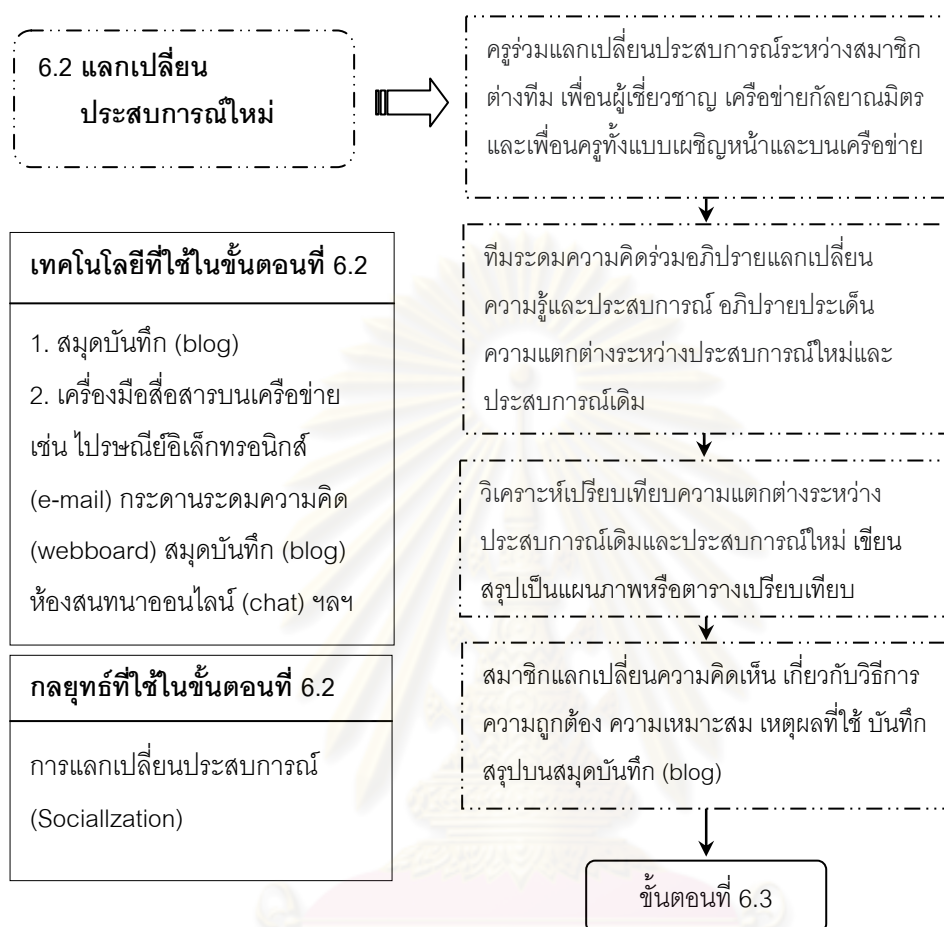 6.2 แลกเปลี่ยน
ประสบการณ์ใหม่
ครูร่วมแลกเปลี่ยนประสบการณ์ระหว่างสมาชิก
ต่างทีม เพื่อนผู้เชี่ยวชาญ เครือข่ายกัลยาณมิตร
และเพื่อนครูทั้งแบบเผชิญหน้าและบนเครือข่าย
เทคโนโลยีที่ใช้ในขั้นตอนที่ 6.2
1. สมุดบันทึก (blog)
2. เครื่องมือสื่อสารบนเครือข่าย
เช่น ไปรษณีย์อิเล็กทรอนิกส์
(e-mail) กระดานระดมความคิด
(webboard) สมุดบันทึก (blog)
ห้องสนทนาออนไลน์ (chat) ฯลฯ
กลยุทธ์ที่ใช้ในขั้นตอนที่ 6.2
การแลกเปลี่ยนประสบการณ์
(Sociallzation)
ทีมระดมความคิดร่วมอภิปรายแลกเปลี่ยน
ความรู้และประสบการณ์ อภิปรายประเด็น
ความแตกต่างระหว่างประสบการณ์ใหม่และ
ประสบการณ์เดิม
วิเคราะห์เปรียบเทียบความแตกต่างระหว่าง
ประสบการณ์เดิมและประสบการณ์ใหม่ เขียน
สรุปเป็นแผนภาพหรือตารางเปรียบเทียบ
สมาชิกแลกเปลี่ยนความคิดเห็น เกี่ยวกับวิธีการ
ความถูกต้อง ความเหมาะสม เหตุผลที่ใช้ บันทึก
สรุปบนสมุดบันทึก (blog)
ขั้นตอนที่ 6.3